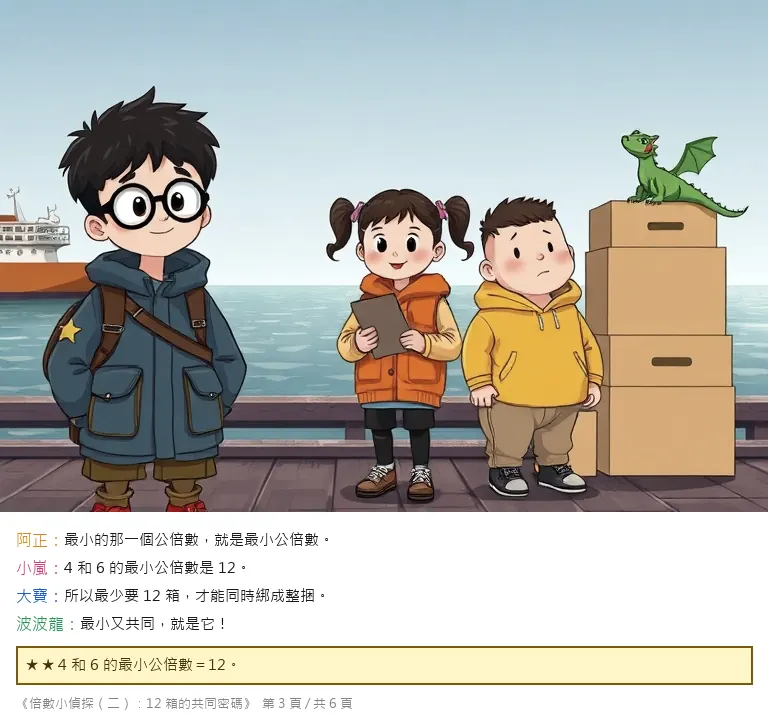 阿正：最小的那一個公倍數，就是最小公倍數。
小嵐：4 和 6 的最小公倍數是 12。
大寶：所以最少要 12 箱，才能同時綁成整捆。
波波龍：最小又共同，就是它！
★★4 和 6 的最小公倍數＝12。
《倍數小偵探（二）：12 箱的共同密碼》 第 3 頁 / 共 6 頁